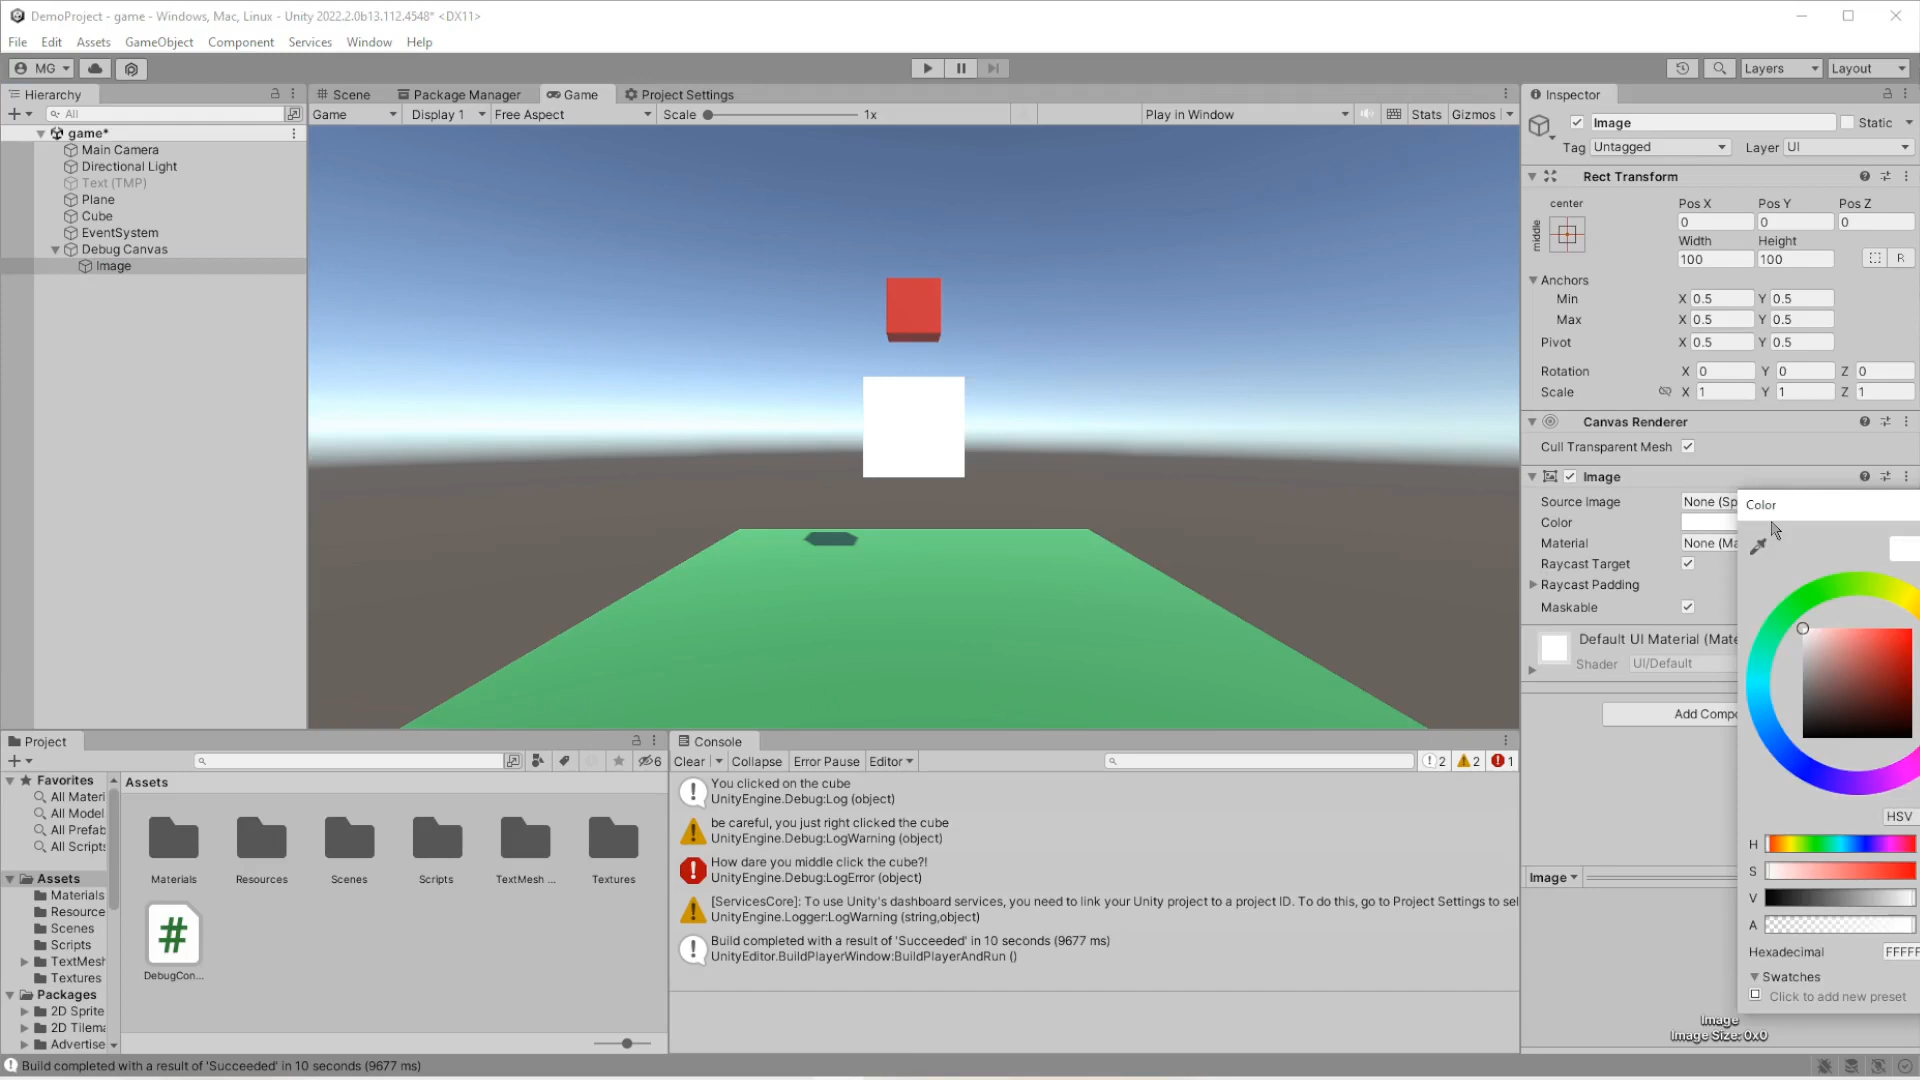 DemoProject - game - Windows, Mac, Linux - Unity 2022.2.0b13.112.4548* <DX11>
File Edit Assets GameObject Component Services Window Help
MG Layers Layout
Hierarchy
All
game*
Main Camera
Directional Light
Text (TMP)
Plane
Cube
EventSystem
Debug Canvas
Image
Scene Package Manager Game Project Settings
Game Display 1 Free Aspect Scale 1x Play in Window Stats Gizmos
Inspector
Image Static
Tag Untagged Layer UI
Rect Transform
center
middle
Pos X Pos Y Pos Z
0 0 0
Width Height
100 100 R
Anchors
Min X 0.5 Y 0.5
Max X 0.5 Y 0.5
Pivot X 0.5 Y 0.5
Rotation X 0 Y 0 Z 0
Scale X 1 Y 1 Z 1
Canvas Renderer
Cull Transparent Mesh
Image
Source Image None (Sp
Color
Material None (Ma
Raycast Target
Raycast Padding
Maskable
Default UI Material (Mate
Shader UI/Default
Add Compo
Color
HSV
H
S
V
A
Hexadecimal FFFFF
Swatches
Click to add new preset
Image
Image
Image Size: 0x0
Project
6
Favorites
All Materi
All Model
All Prefab
All Scripts
Assets
Materials
Resource
Scenes
Scripts
TextMesh
Textures
Packages
2D Sprite
2D Tilema
Advertise
Assets
Materials Resources Scenes Scripts TextMesh ... Textures
DebugCon...
Console
Clear Collapse Error Pause Editor 2 2 1
You clicked on the cube
UnityEngine.Debug:Log (object)
be careful, you just right clicked the cube
UnityEngine.Debug:LogWarning (object)
How dare you middle click the cube?!
UnityEngine.Debug:LogError (object)
[ServicesCore]: To use Unity's dashboard services, you need to link your Unity project to a project ID. To do this, go to Project Settings to sel
UnityEngine.Logger:LogWarning (string,object)
Build completed with a result of 'Succeeded' in 10 seconds (9677 ms)
UnityEditor.BuildPlayerWindow:BuildPlayerAndRun ()
Build completed with a result of 'Succeeded' in 10 seconds (9677 ms)